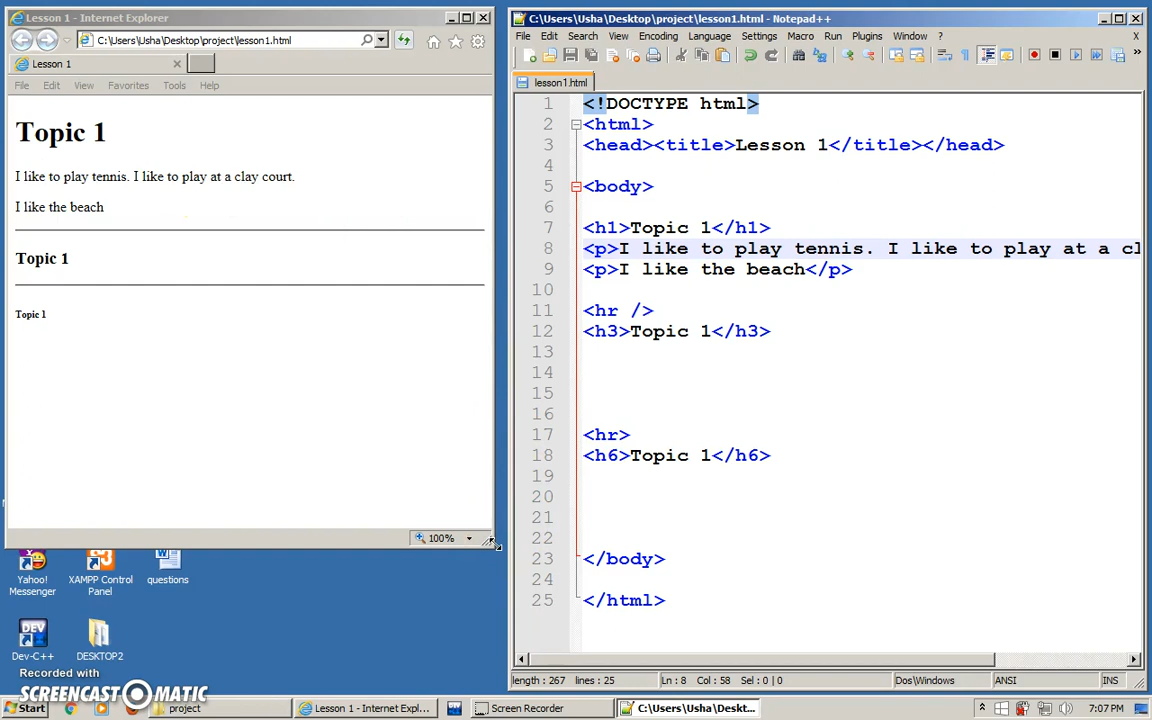 Lesson 1 - Internet Explorer
C:\Users\Usha\Desktop\project\lesson1.html
Lesson 1
File Edit View Favorites Tools Help
Topic 1
I like to play tennis. I like to play at a clay court.
I like the beach
Topic 1
Topic 1
100%
C:\Users\Usha\Desktop\project\lesson1.html - Notepad++
File Edit Search View Encoding Language Settings Macro Run Plugins Window ? X
lesson1.html
1 <!DOCTYPE html>
2 <html>
3 <head><title>Lesson 1</title></head>
4
5 <body>
6
7 <h1>Topic 1</h1>
8 <p>I like to play tennis. I like to play at a cl
9 <p>I like the beach</p>
10
11 <hr />
12 <h3>Topic 1</h3>
13
14
15
16
17 <hr>
18 <h6>Topic 1</h6>
19
20
21
22
23 </body>
24
25 </html>
length : 267 lines : 25 Ln : 8 Col : 58 Sel : 0 | 0 Dos\Windows ANSI INS
Yahoo! Messenger
XAMPP Control Panel
questions
Dev-C++
DESKTOP2
Recorded with
SCREENCAST MATIC
Start project Lesson 1 - Internet Expl... Screen Recorder C:\Users\Usha\Deskt... 7:07 PM